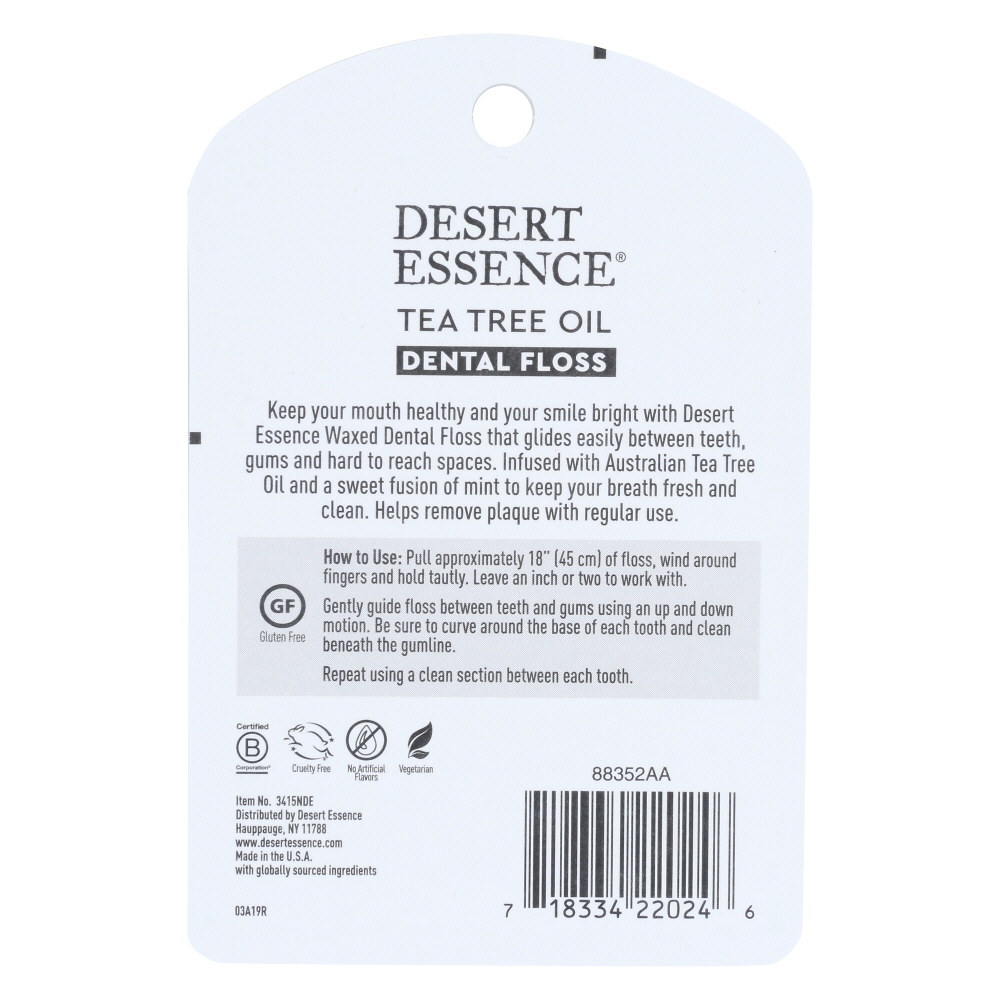 DESERT
ESSENCE®
TEA TREE OIL
DENTAL FLOSS
Keep your mouth healthy and your smile bright with Desert
Essence Waxed Dental Floss that glides easily between teeth,
gums and hard to reach spaces. Infused with Australian Tea Tree
Oil and a sweet fusion of mint to keep your breath fresh and
clean. Helps remove plaque with regular use.
GF
Gluten Free
How to Use: Pull approximately 18" (45 cm) of floss, wind around
fingers and hold tautly. Leave an inch or two to work with.
Gently guide floss between teeth and gums using an up and down
motion. Be sure to curve around the base of each tooth and clean
beneath the gumline.
Repeat using a clean section between each tooth.
Certified
B
Corporation®
Cruelty Free
No Artificial
Flavors
Vegetarian
Item No. 3415NDE
Distributed by Desert Essence
Hauppauge, NY 11788
www.desertessence.com
Made in the U.S.A.
with globally sourced ingredients
03A19R
88352AA
7 18334 22024 6